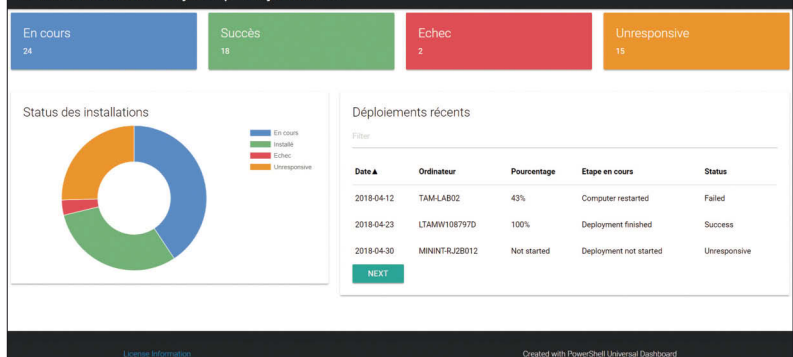 En cours
24
Succès
18
Echec
2
Unresponsive
15
Status des installations
En cours
Installé
Echec
Unresponsive
Déploiements récents
Filter
Date▲ Ordinateur Pourcentage Etape en cours Status
2018-04-12 TAM-LAB02 43% Computer restarted Failed
2018-04-23 LTAMW108797D 100% Deployment finished Success
2018-04-30 MININT-RJ2B012 Not started Deployment not started Unresponsive
NEXT
License Information
Created with PowerShell Universal Dashboard